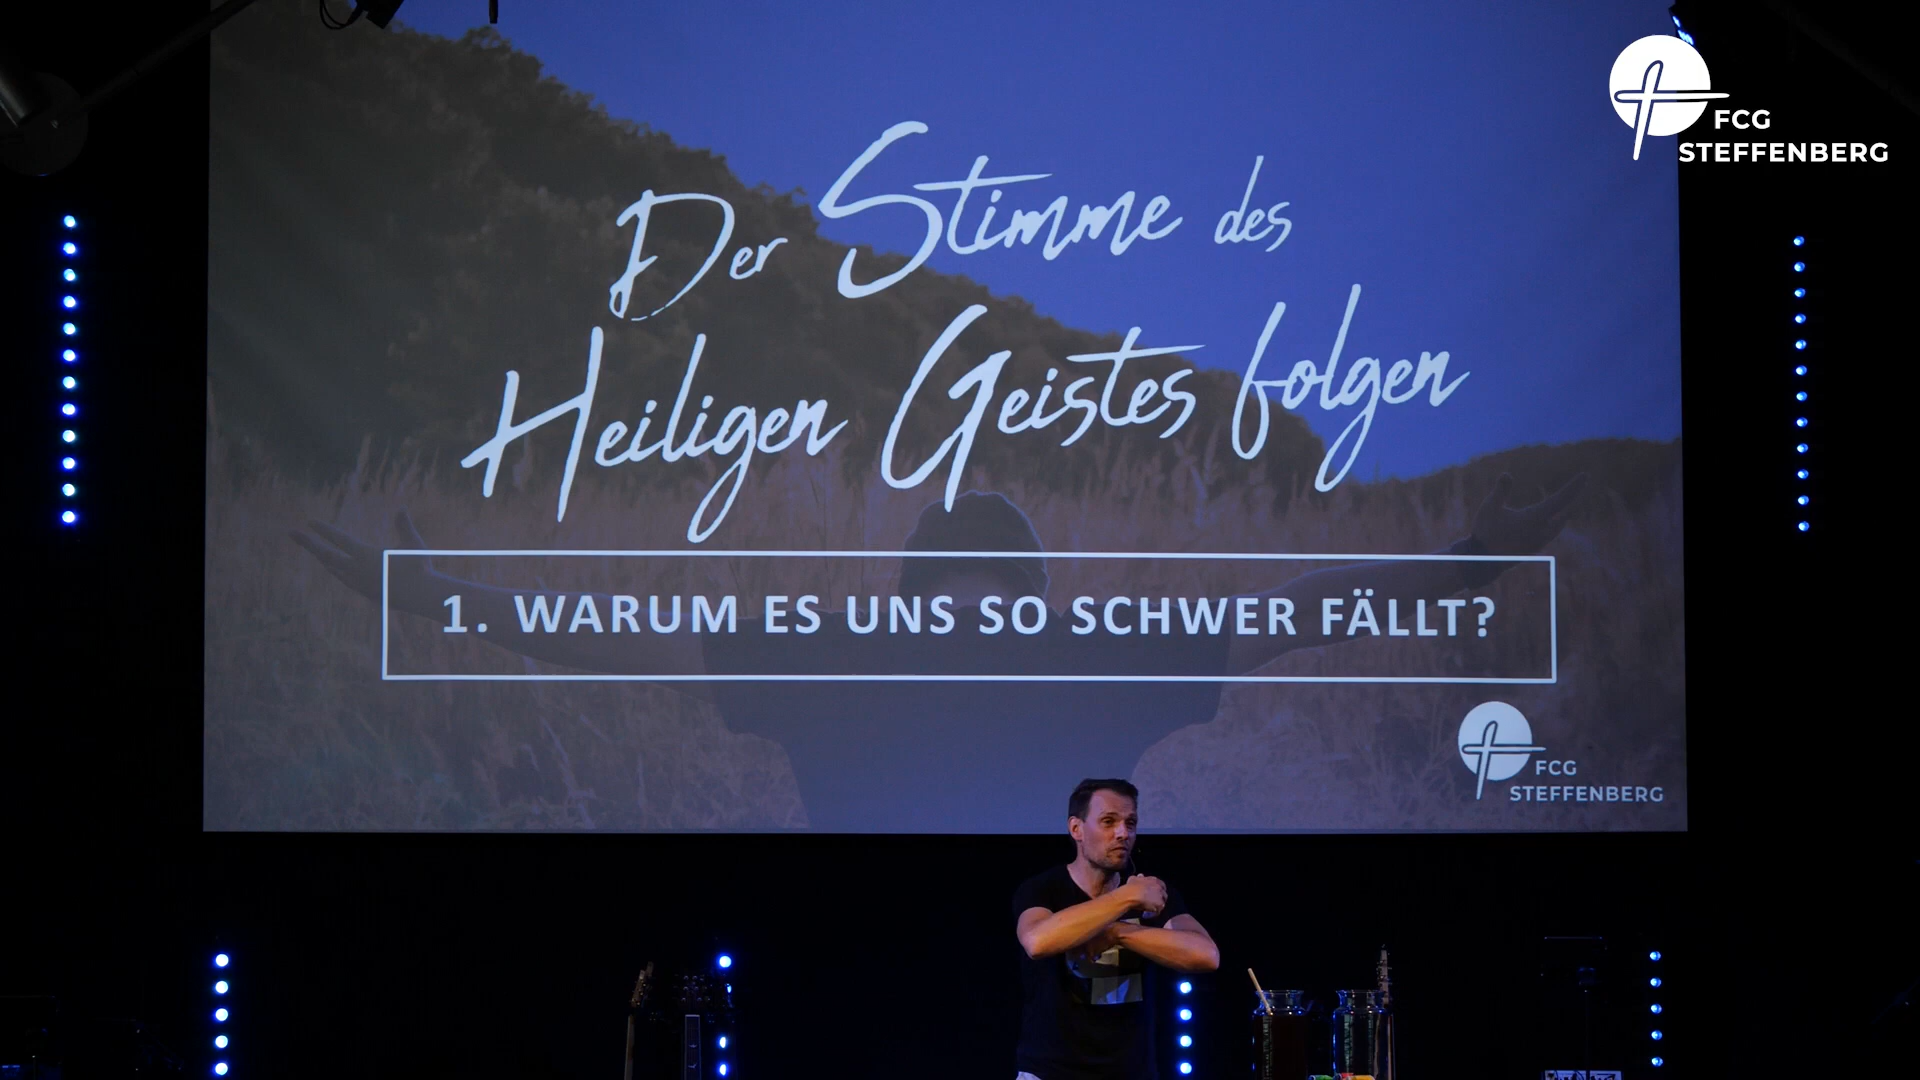 FCG
STEFFENBERG
Der Stimme des
Heiligen Geistes folgen
1. WARUM ES UNS SO SCHWER FÄLLT?
FCG
STEFFENBERG